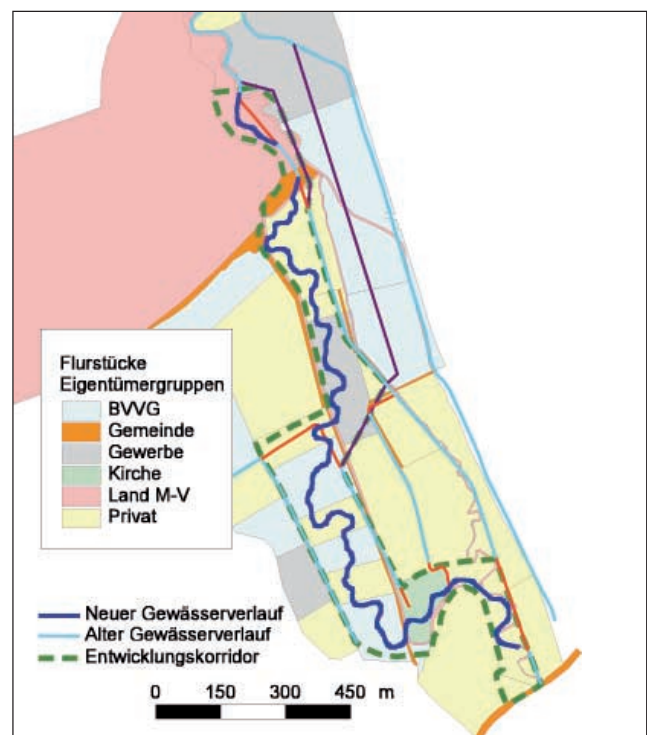 Flurstücke
Eigentümergruppen
BVVG
Gemeinde
Gewerbe
Kirche
Land M-V
Privat
Neuer Gewässerverlauf
Alter Gewässerverlauf
Entwicklungskorridor
0 150 300 450 m